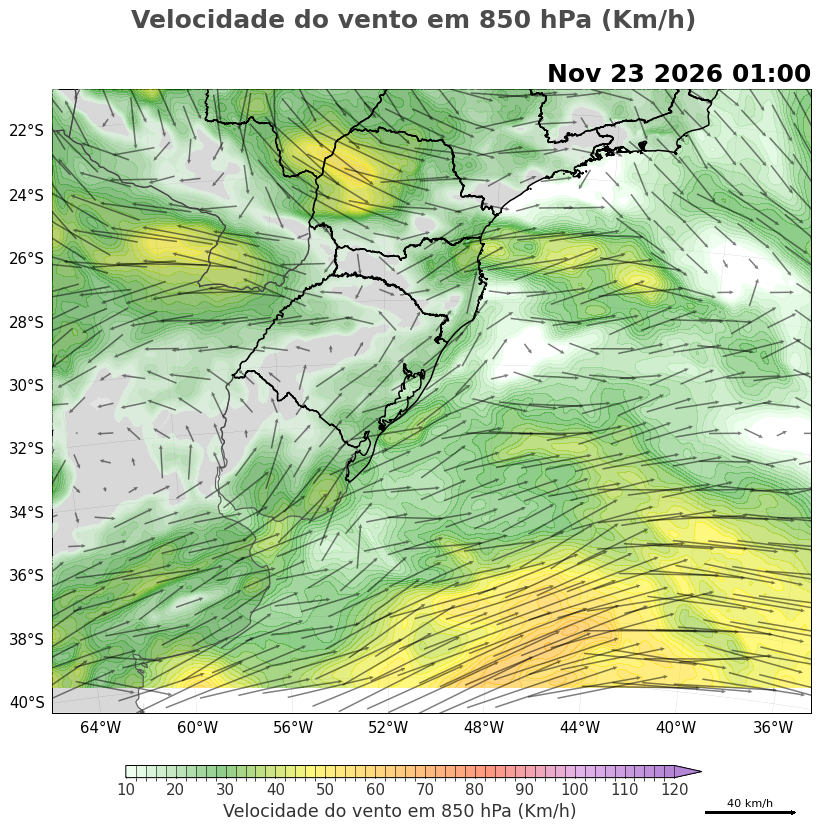 Velocidade do vento em 850 hPa (Km/h)
Nov 23 2026 01:00
22°S
24°S
26°S
28°S
30°S
32°S
34°S
36°S
38°S
40°S
64°W 60°W 56°W 52°W 48°W 44°W 40°W 36°W
10 20 30 40 50 60 70 80 90 100 110 120
Velocidade do vento em 850 hPa (Km/h)
40 km/h